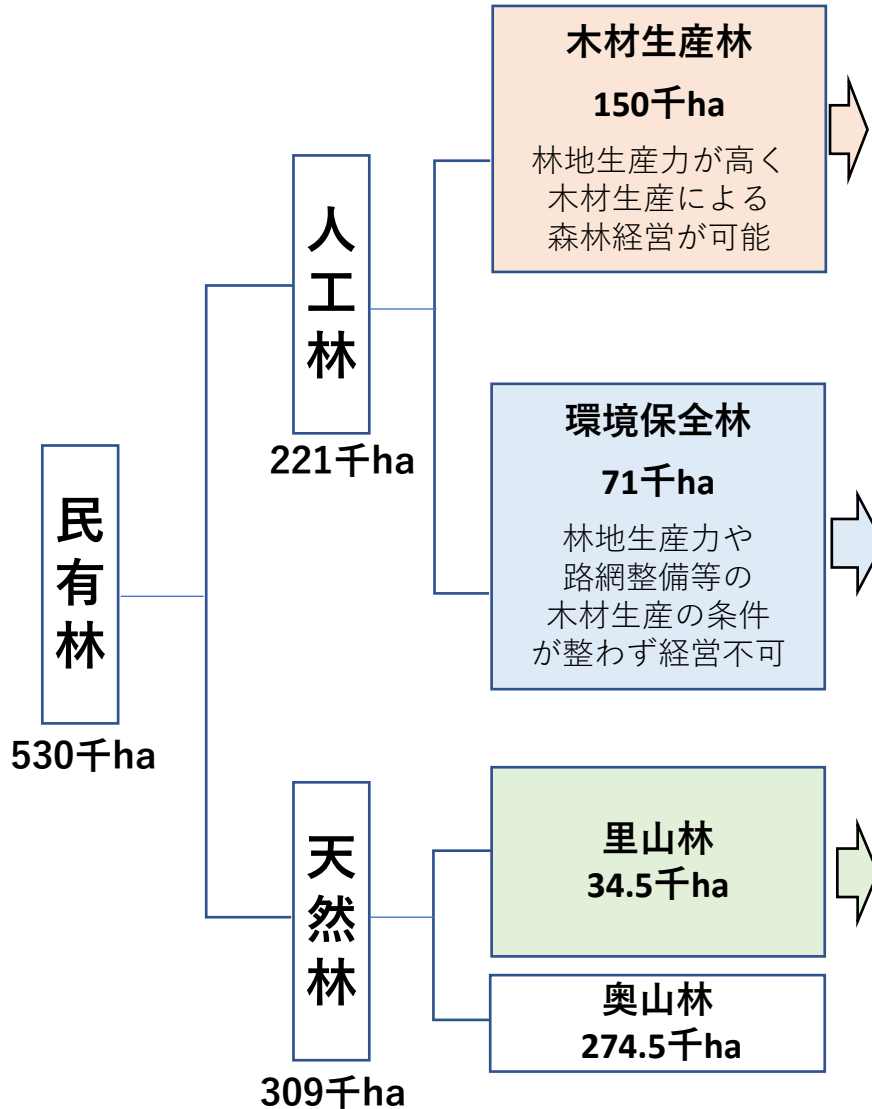 民有林
530千ha
人工林
221千ha
木材生産林
150千ha
林地生産力が高く
木材生産による
森林経営が可能
環境保全林
71千ha
林地生産力や
路網整備等の
木材生産の条件
が整わず経営不可
天然林
309千ha
里山林
34.5千ha
奥山林
274.5千ha